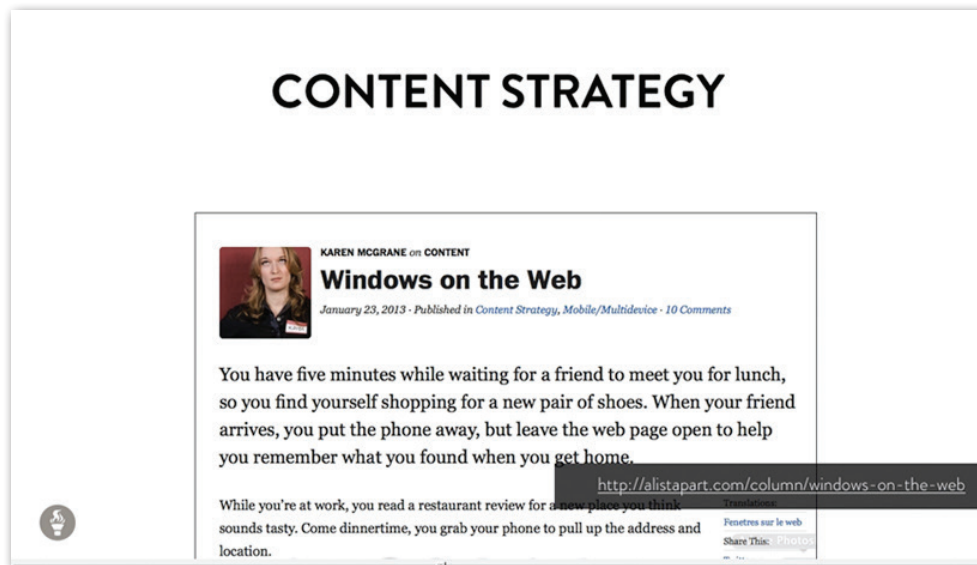 CONTENT STRATEGY
KAREN MCGRANE on CONTENT
Windows on the Web
January 23, 2013 · Published in Content Strategy, Mobile/Multidevice · 10 Comments
You have five minutes while waiting for a friend to meet you for lunch,
so you find yourself shopping for a new pair of shoes. When your friend
arrives, you put the phone away, but leave the web page open to help
you remember what you found when you get home.
http://alistapart.com/column/windows-on-the-web
While you're at work, you read a restaurant review for a new place you think
sounds tasty. Come dinnertime, you grab your phone to pull up the address and
location.
Translations:
Fenetres sur le web
Share This:
Photos